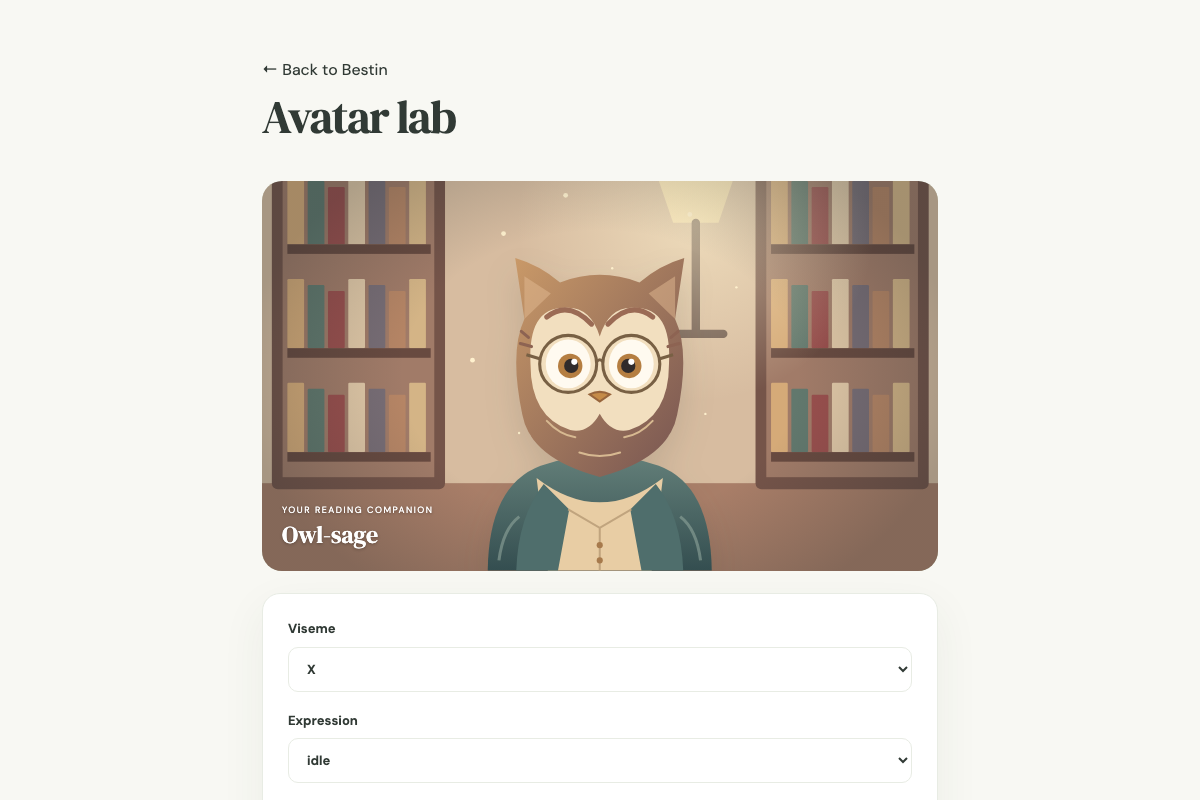 ← Back to Bestin
Avatar lab
YOUR READING COMPANION
Owl-sage
Viseme
X
Expression
idle